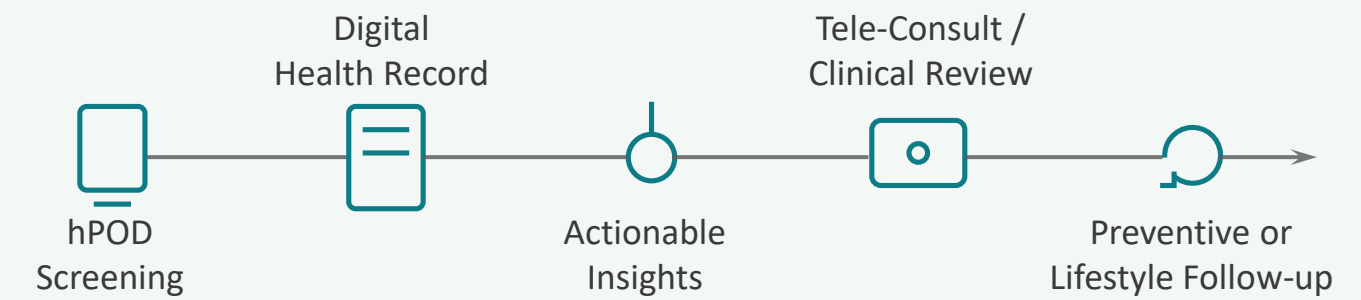 hPOD
Screening
Digital
Health Record
Actionable
Insights
Tele-Consult /
Clinical Review
Preventive or
Lifestyle Follow-up